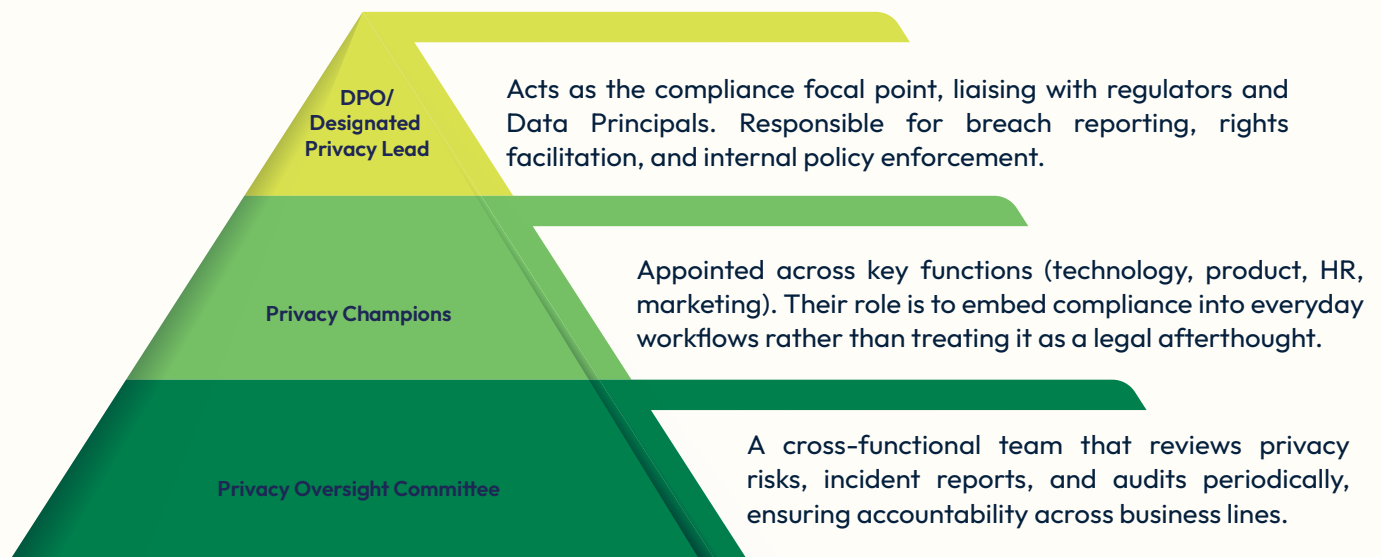 DPO/
Designated
Privacy Lead
Acts as the compliance focal point, liaising with regulators and
Data Principals. Responsible for breach reporting, rights
facilitation, and internal policy enforcement.
Privacy Champions
Appointed across key functions (technology, product, HR,
marketing). Their role is to embed compliance into everyday
workflows rather than treating it as a legal afterthought.
Privacy Oversight Committee
A cross-functional team that reviews privacy
risks, incident reports, and audits periodically,
ensuring accountability across business lines.